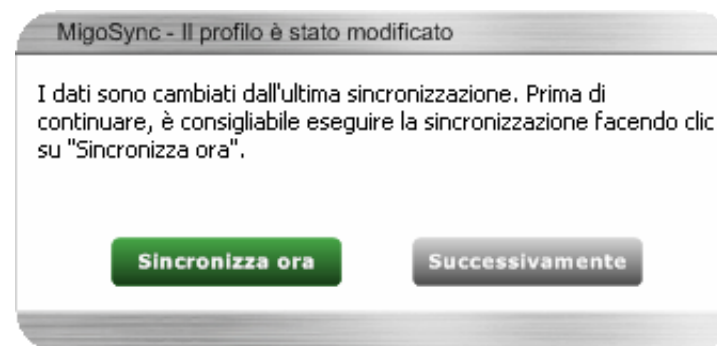 MigoSync - Il profilo è stato modificato
I dati sono cambiati dall'ultima sincronizzazione. Prima di
continuare, è consigliabile eseguire la sincronizzazione facendo clic
su "Sincronizza ora".
Sincronizza ora
Successivamente